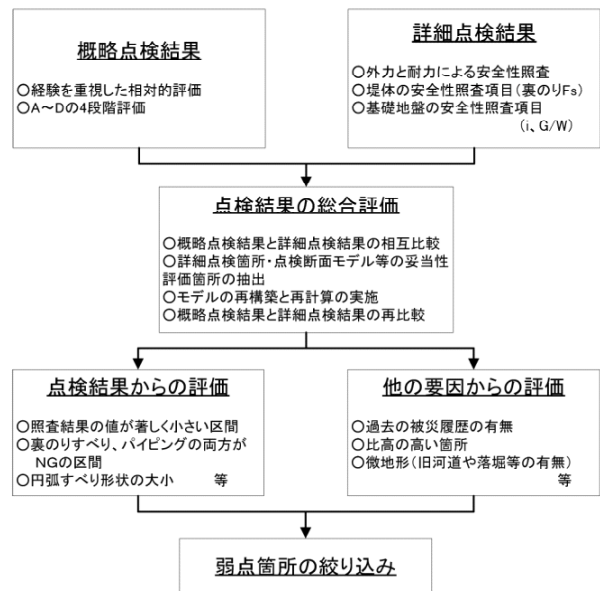 概略点検結果
○経験を重視した相対的評価
○A～Dの4段階評価
詳細点検結果
○外力と耐力による安全性照査
○堤体の安全性照査項目(裏のりFs)
○基礎地盤の安全性照査項目
(i、G/W)
点検結果の総合評価
○概略点検結果と詳細点検結果の相互比較
○詳細点検箇所・点検断面モデル等の妥当性
評価箇所の抽出
○モデルの再構築と再計算の実施
○概略点検結果と詳細点検結果の再比較
点検結果からの評価
○照査結果の値が著しく小さい区間
○裏のりすべり、パイピングの両方が
NGの区間
○円弧すべり形状の大小 等
他の要因からの評価
○過去の被災履歴の有無
○比高の高い箇所
○微地形(旧河道や落堀等の有無)
等
弱点箇所の絞り込み